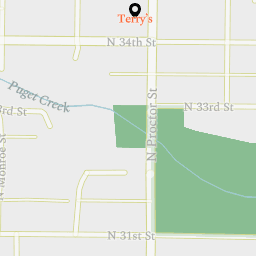 Terry's
N 34th St
Puget Creek
3rd St
N 33rd St
N Proctor St
N Monroe St
N 31st St